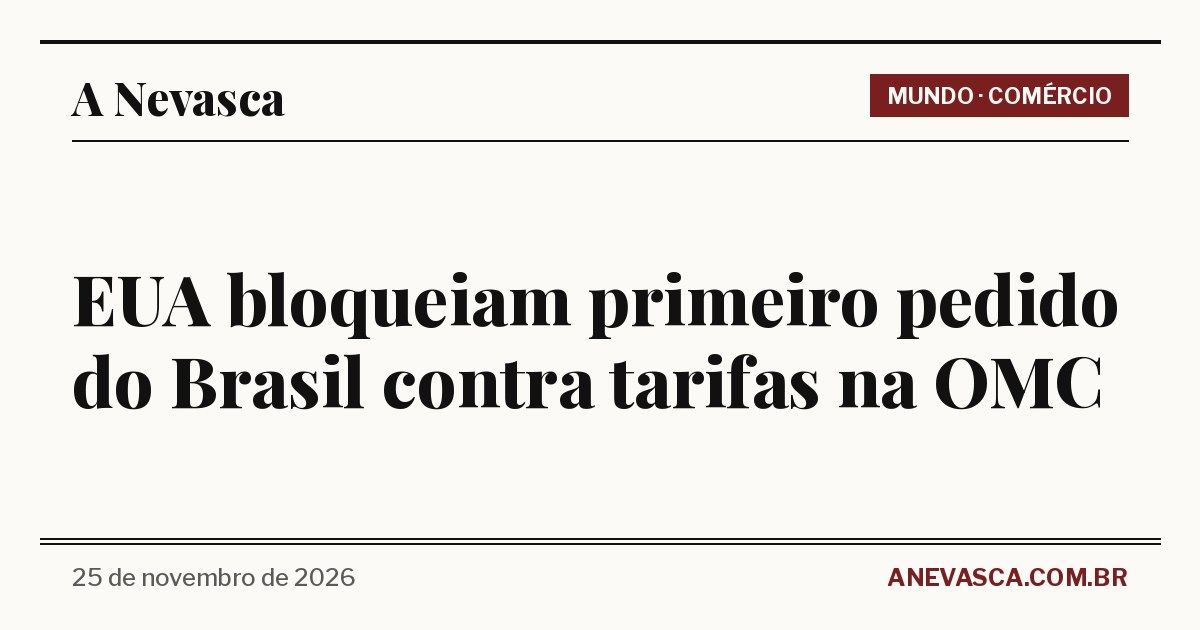 A Nevasca
MUNDO · COMÉRCIO
EUA bloqueiam primeiro pedido
do Brasil contra tarifas na OMC
25 de novembro de 2026
ANEVASCA.COM.BR